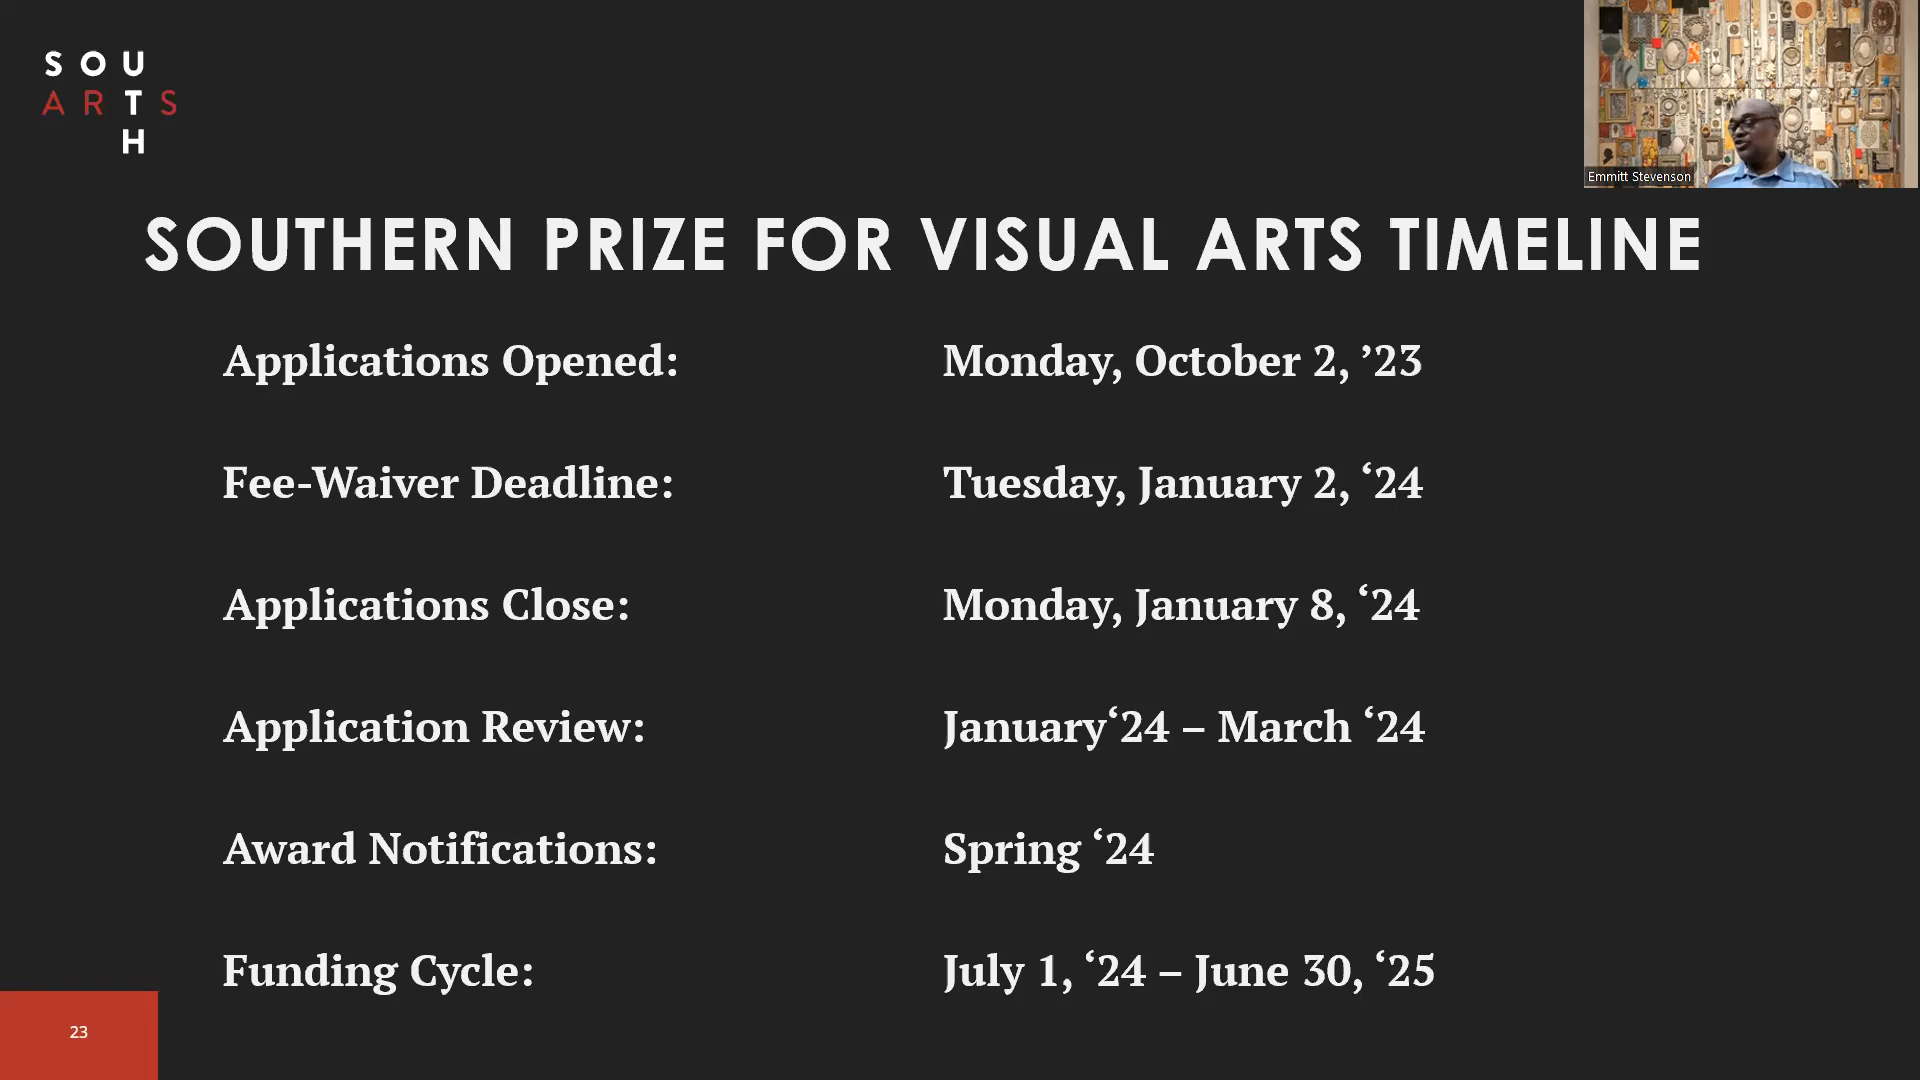 SOU
ARTS
H
Emmitt Stevenson
SOUTHERN PRIZE FOR VISUAL ARTS TIMELINE
Applications Opened: Monday, October 2, ’23
Fee-Waiver Deadline: Tuesday, January 2, ‘24
Applications Close: Monday, January 8, ‘24
Application Review: January‘24 – March ‘24
Award Notifications: Spring ‘24
Funding Cycle: July 1, ‘24 – June 30, ‘25
23